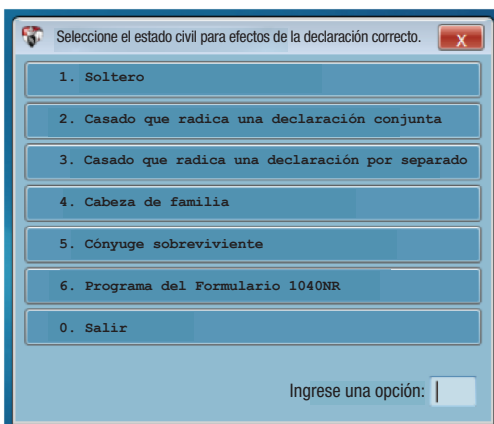 Seleccione el estado civil para efectos de la declaración correcto.
X
1. Soltero
2. Casado que radica una declaración conjunta
3. Casado que radica una declaración por separado
4. Cabeza de familia
5. Cónyuge sobreviviente
6. Programa del Formulario 1040NR
0. Salir
Ingrese una opción: